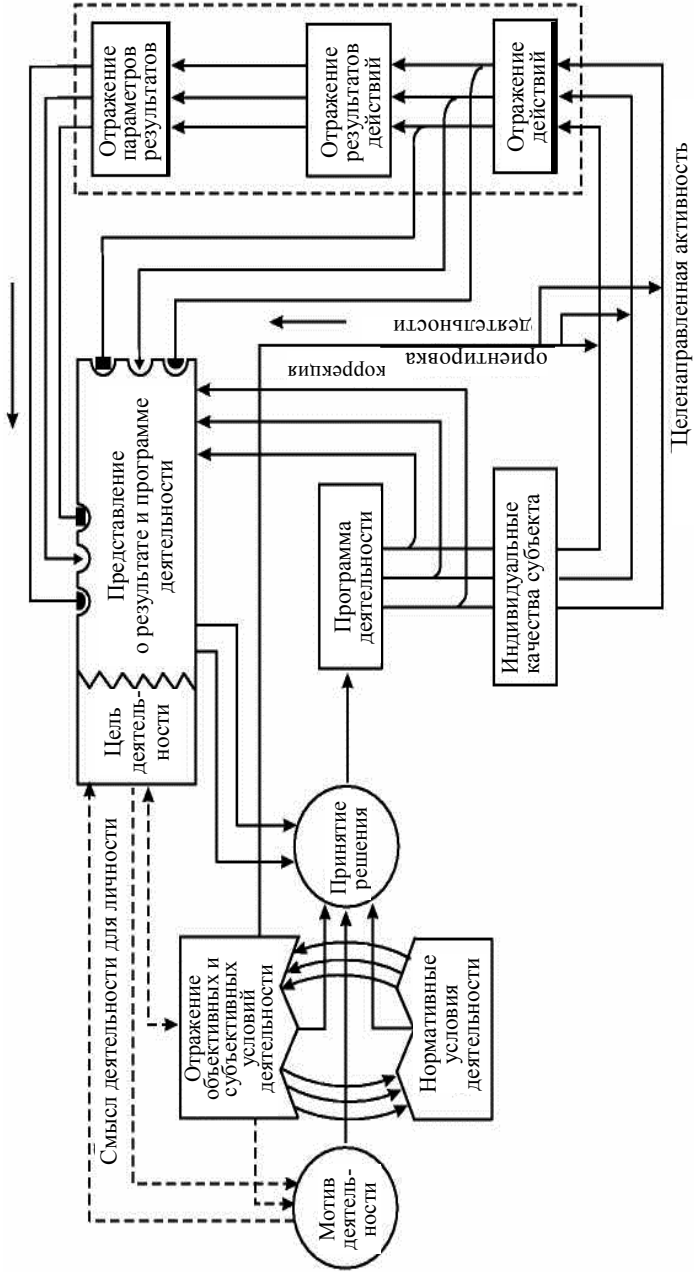 Смысл деятельности для личности
Цель
деятель-
ности
Представление
о результате и программе
деятельности
Отражение
параметров
результатов
Отражение
результатов
действий
Отражение
действий
Мотив
деятель-
ности
Отражение
объективных и
субъективных
условий
деятельности
Нормативные
условия
деятельности
Принятие
решения
Программа
деятельности
Индивидуальные
качества субъекта
коррекция
ориентировка
деятельности
Целенаправленная активность